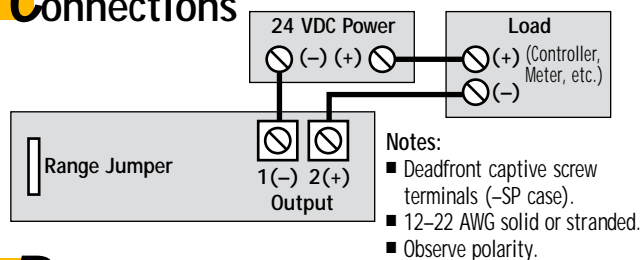 Connections
24 VDC Power
(–) (+)
Load
(+) (Controller,
Meter, etc.)
(–)
Range Jumper
1(–) 2(+)
Output
Notes:
■ Deadfront captive screw
terminals (–SP case).
■ 12–22 AWG solid or stranded.
■ Observe polarity.